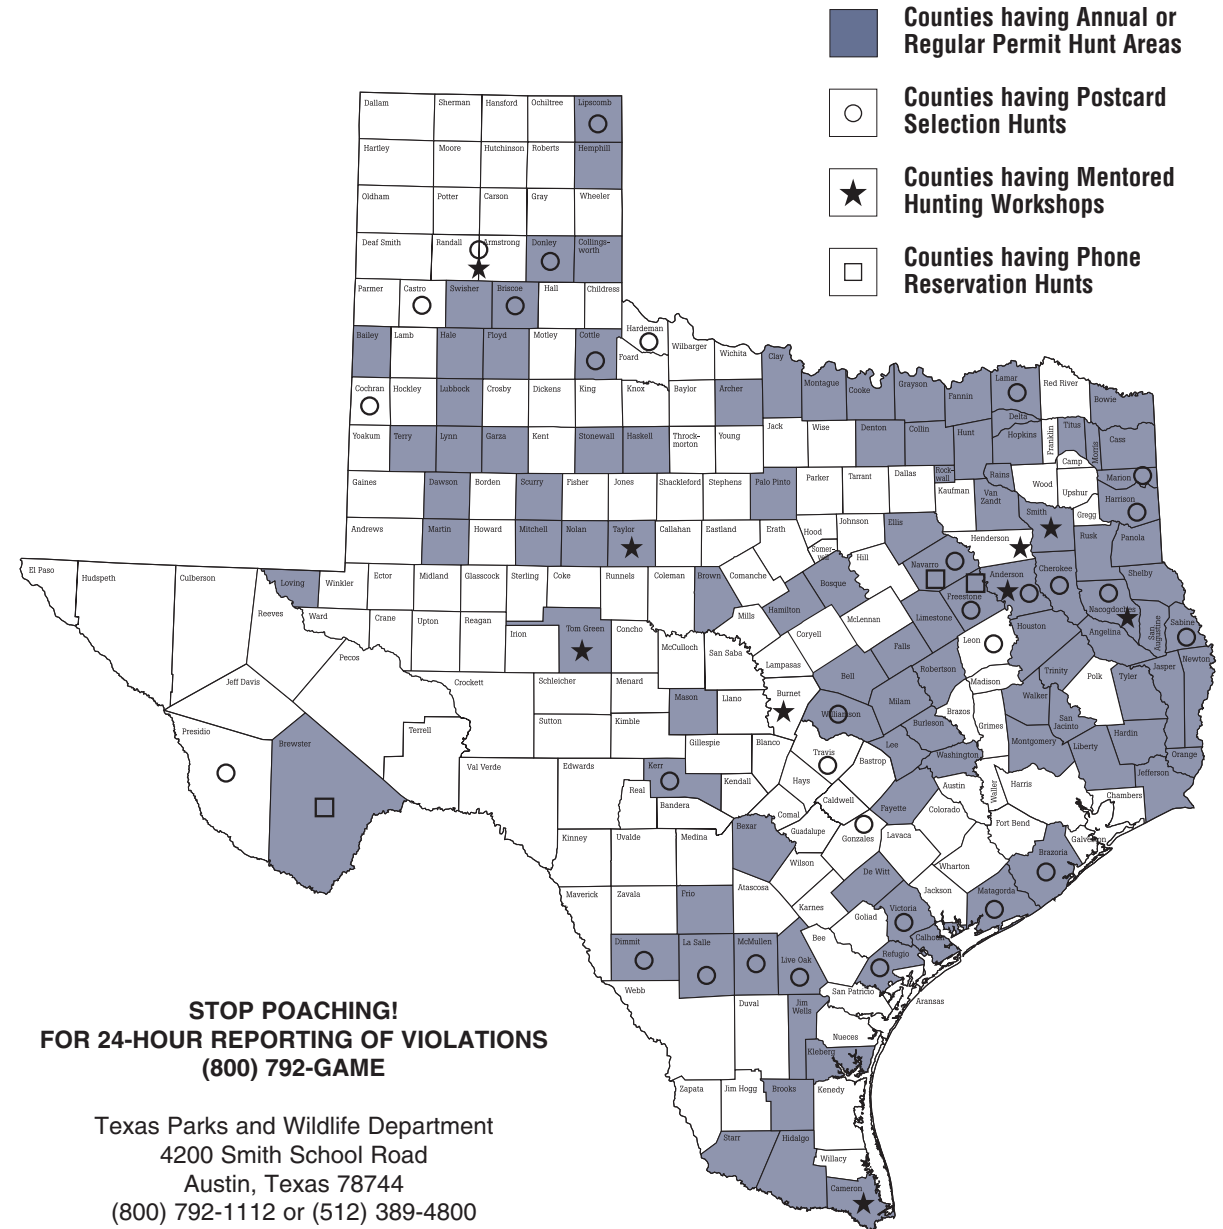 Counties having Annual or
Regular Permit Hunt Areas
Counties having Postcard
Selection Hunts
Counties having Mentored
Hunting Workshops
Counties having Phone
Reservation Hunts
Dallam Sherman Hansford Ochiltree Lipscomb
Hartley Moore Hutchinson Roberts Hemphill
Oldham Potter Carson Gray Wheeler
Deaf Smith Randall Armstrong Donley Collings-
worth
Parmer Castro Swisher Briscoe Hall Childress
Hardeman
Bailey Lamb Hale Floyd Motley Cottle
Foard Wilbarger Wichita Clay
Cochran Hockley Lubbock Crosby Dickens King Knox Baylor Archer Montague Cooke Grayson Fannin Lamar Red River Bowie
Delta
Yoakum Terry Lynn Garza Kent Stonewall Haskell Throck-
morton Young Jack Wise Denton Collin Hunt Hopkins Franklin Titus Morris Cass
Camp
Gaines Dawson Borden Scurry Fisher Jones Shackleford Stephens Palo Pinto Parker Tarrant Dallas Rock-
wall Rains Wood Upshur Marion
Kaufman Van
Zandt Smith Gregg Harrison
Andrews Martin Howard Mitchell Nolan Taylor Callahan Eastland Erath Hood Johnson Ellis Henderson Rusk Panola
Somer-
vell Hill Navarro
El Paso Hudspeth Culberson Loving Winkler Ector Midland Glasscock Sterling Coke Runnels Coleman Brown Comanche Bosque Freestone Anderson Cherokee Shelby
Reeves Ward Crane Upton Reagan Irion Tom Green Concho Mills Hamilton McLennan Limestone Nacogdoches
San
Augustine Sabine
Pecos McCulloch San Saba Coryell Falls Leon Houston Angelina
Jeff Davis Crockett Schleicher Menard Lampasas Bell Robertson Madison Trinity Polk Tyler Jasper Newton
Mason Llano Burnet Milam Walker
Presidio Brewster Terrell Sutton Kimble Williamson Burleson Brazos Grimes San
Jacinto Hardin
Gillespie Blanco Travis Lee Washington Montgomery Liberty Orange
Val Verde Edwards Kerr Bastrop Jefferson
Real Kendall Hays Austin Waller Harris Chambers
Bandera Comal Caldwell Fayette Colorado Fort Bend
Kinney Uvalde Medina Bexar Guadalupe Gonzales Lavaca Galveston
Wilson Wharton Brazoria
Maverick Zavala Frio Atascosa De Witt Jackson Matagorda
Karnes Goliad Victoria
Dimmit La Salle McMullen Live Oak Bee Refugio Calhoun
Webb Duval Jim
Wells San Patricio Aransas
Nueces
Kleberg
Zapata Jim Hogg Brooks Kenedy
Starr Hidalgo Willacy
Cameron
STOP POACHING!
FOR 24-HOUR REPORTING OF VIOLATIONS
(800) 792-GAME
Texas Parks and Wildlife Department
4200 Smith School Road
Austin, Texas 78744
(800) 792-1112 or (512) 389-4800